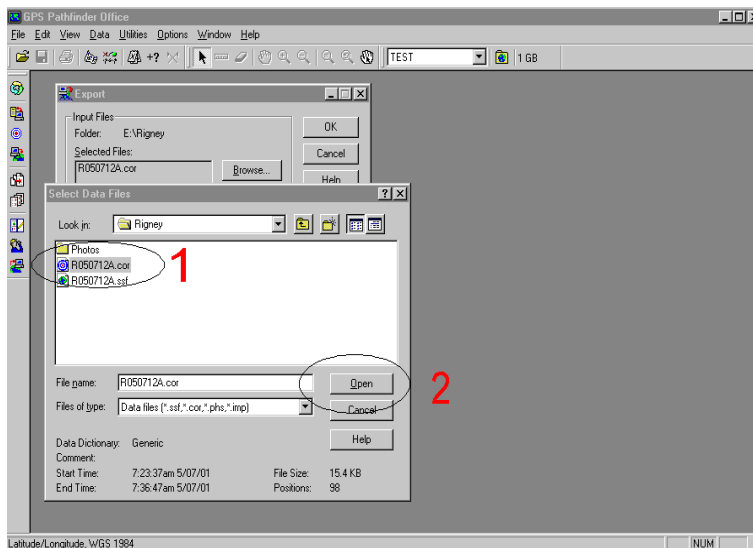 GPS Pathfinder Office
File Edit View Data Utilities Options Window Help
+? TEST 1 GB
Export
Input Files
Folder: E:\Rigney
OK
Selected Files:
Cancel
R050712A.cor
Browse...
Help
Select Data Files
Look in: Rigney
Photos
1
R050712A.cor
R050712A.ssf
File name: R050712A.cor
Open
2
Files of type: Data files (*.ssf,*.cor,*.phs,*.imp)
Cancel
Data Dictionary: Generic
Help
Comment:
Start Time: 7:23:37am 5/07/01 File Size: 15.4 KB
End Time: 7:36:47am 5/07/01 Positions: 98
Latitude/Longitude, WGS 1984 NUM